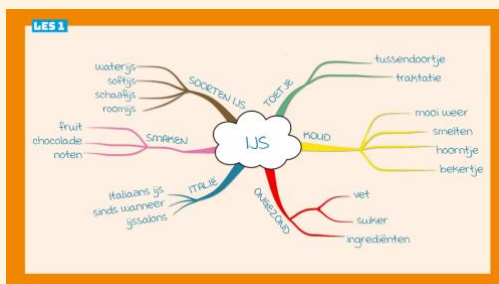 LES 1
IJS
SOORTEN IJS
waterijs
softijs
schaafijs
roomijs
TOETJE
tussendoortje
traktatie
KOUD
mooi weer
smelten
hoorntje
bekertje
ONGEZOND
vet
suiker
ingrediënten
ITALIË
Italiaans ijs
sinds wanneer
ijssalons
SMAKEN
fruit
chocolade
noten